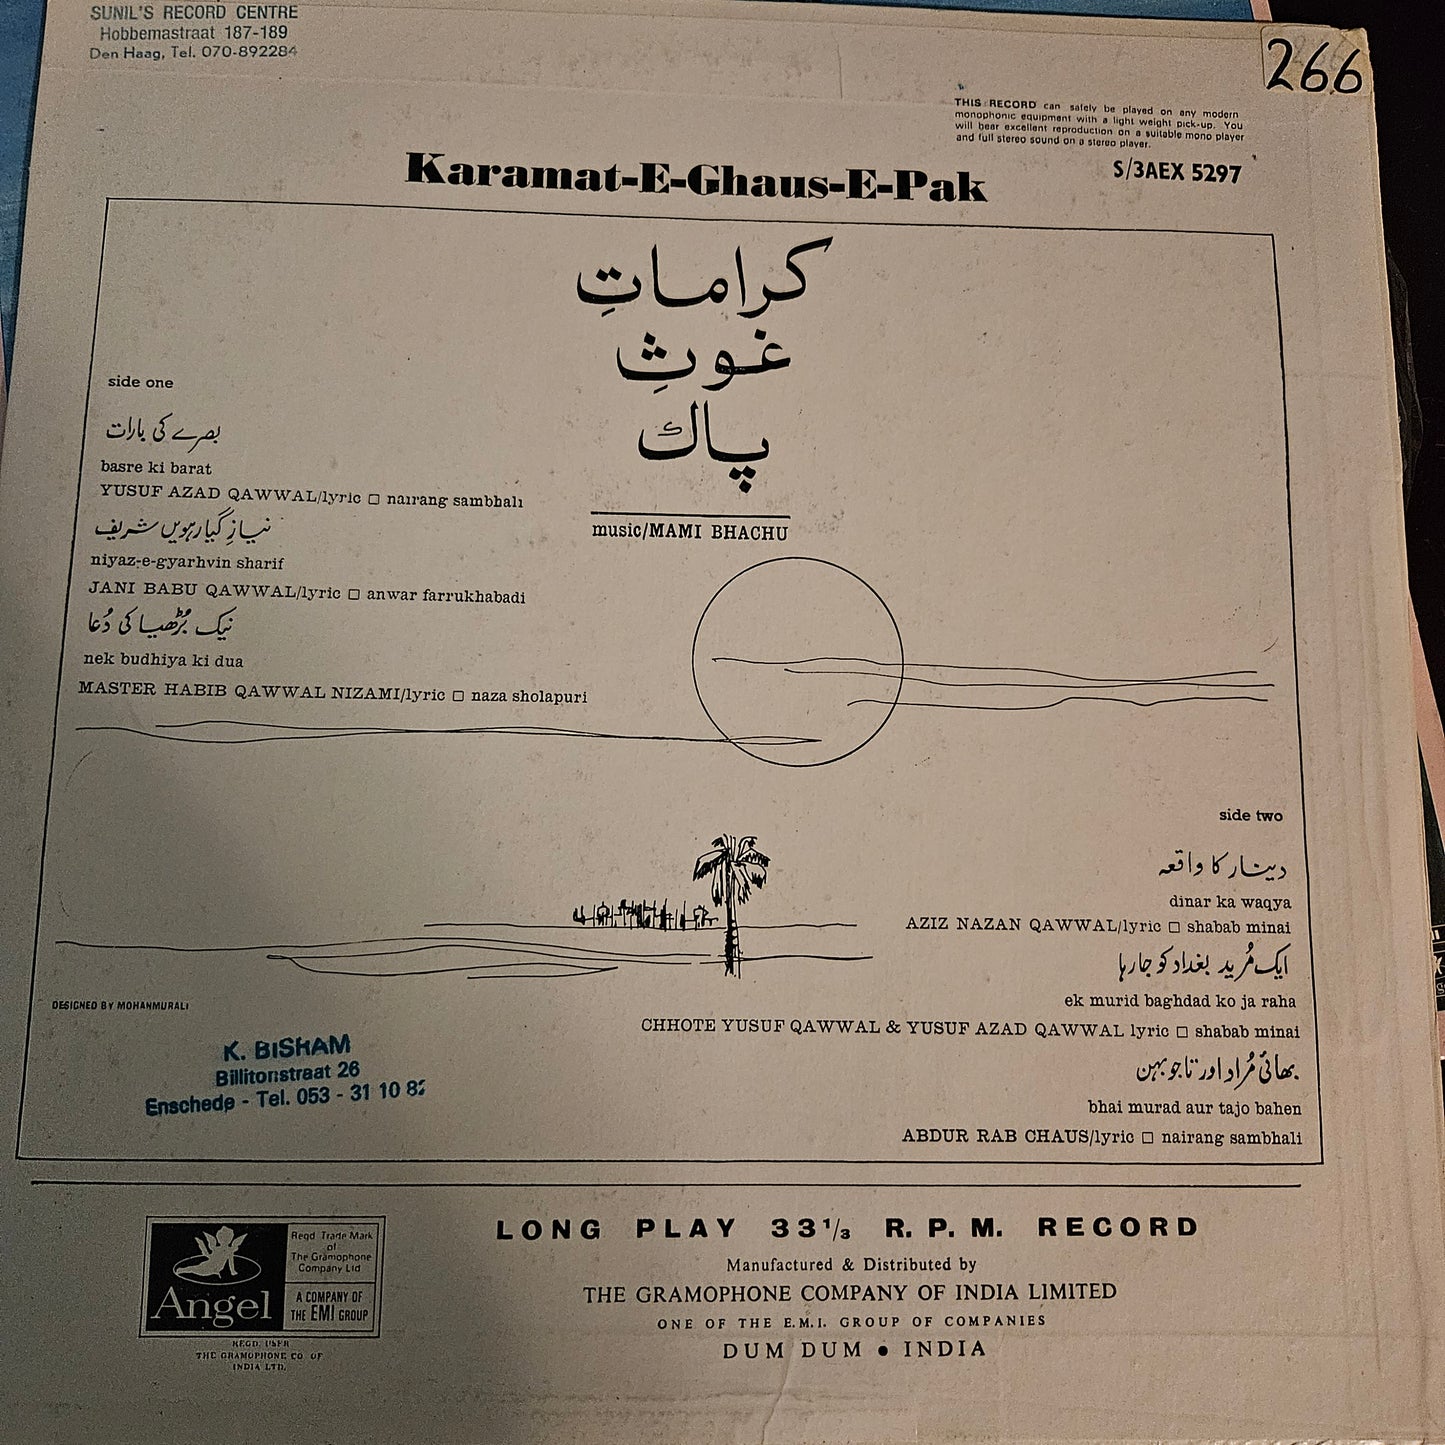 SUNIL'S RECORD CENTRE
Hobbemastraat 187-189
Den Haag, Tel. 070-892284
266
THIS RECORD can safely be played on any modern
monophonic equipment with a light weight pick-up. You
will hear excellent reproduction on a suitable mono player
and full stereo sound on a stereo player.
S/3AEX 5297
Karamat-E-Ghaus-E-Pak
کراماتِ
غوثِ
پاک
music/MAMI BHACHU
side one
بصرے کی بارات
basre ki barat
YUSUF AZAD QAWWAL/lyric □ nairang sambhali
نیازِ گیارہویں شریف
niyaz-e-gyarhvin sharif
JANI BABU QAWWAL/lyric □ anwar farrukhabadi
نیک بُڑھیا کی دُعا
nek budhiya ki dua
MASTER HABIB QAWWAL NIZAMI/lyric □ naza sholapuri
side two
دینار کا واقعہ
dinar ka waqya
AZIZ NAZAN QAWWAL/lyric □ shabab minai
ایک مُرید بغداد کو جا رہا
ek murid baghdad ko ja raha
CHHOTE YUSUF QAWWAL & YUSUF AZAD QAWWAL lyric □ shabab minai
بھائی مُراد اور تاجو بہن
bhai murad aur tajo bahen
ABDUR RAB CHAUS/lyric □ nairang sambhali
DESIGNED BY MOHANMURALI
K. BISHAM
Billitonstraat 26
Enschede - Tel. 053 - 31 10 82
Angel
Regd Trade Mark
of
The Gramophone
Company Ltd
A COMPANY OF
THE EMI GROUP
REGD. USER
THE GRAMOPHONE CO OF
INDIA LTD.
LONG PLAY 33⅓ R.P.M. RECORD
Manufactured & Distributed by
THE GRAMOPHONE COMPANY OF INDIA LIMITED
ONE OF THE E.M.I. GROUP OF COMPANIES
DUM DUM • INDIA